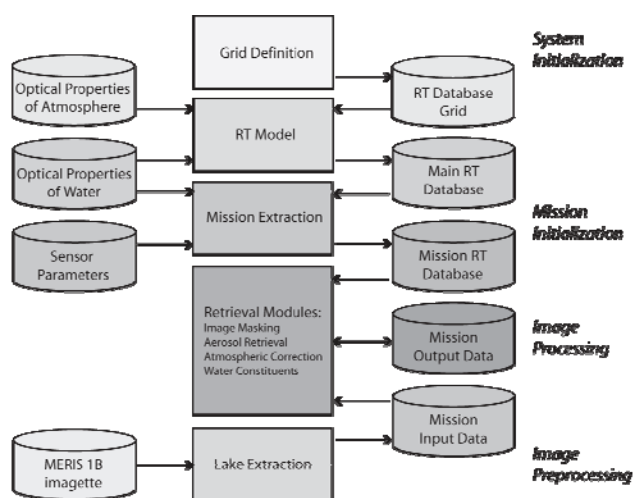 Grid Definition
System
Initialization
Optical Properties
of Atmosphere
RT Database
Grid
RT Model
Optical Properties
of Water
Main RT
Database
Mission Extraction
Mission
Initialization
Sensor
Parameters
Mission RT
Database
Retrieval Modules:
Image Masking
Aerosol Retrieval
Atmospheric Correction
Water Constituents
Mission
Output Data
Image
Processing
Mission
Input Data
MERIS 1B
imagette
Lake Extraction
Image
Preprocessing